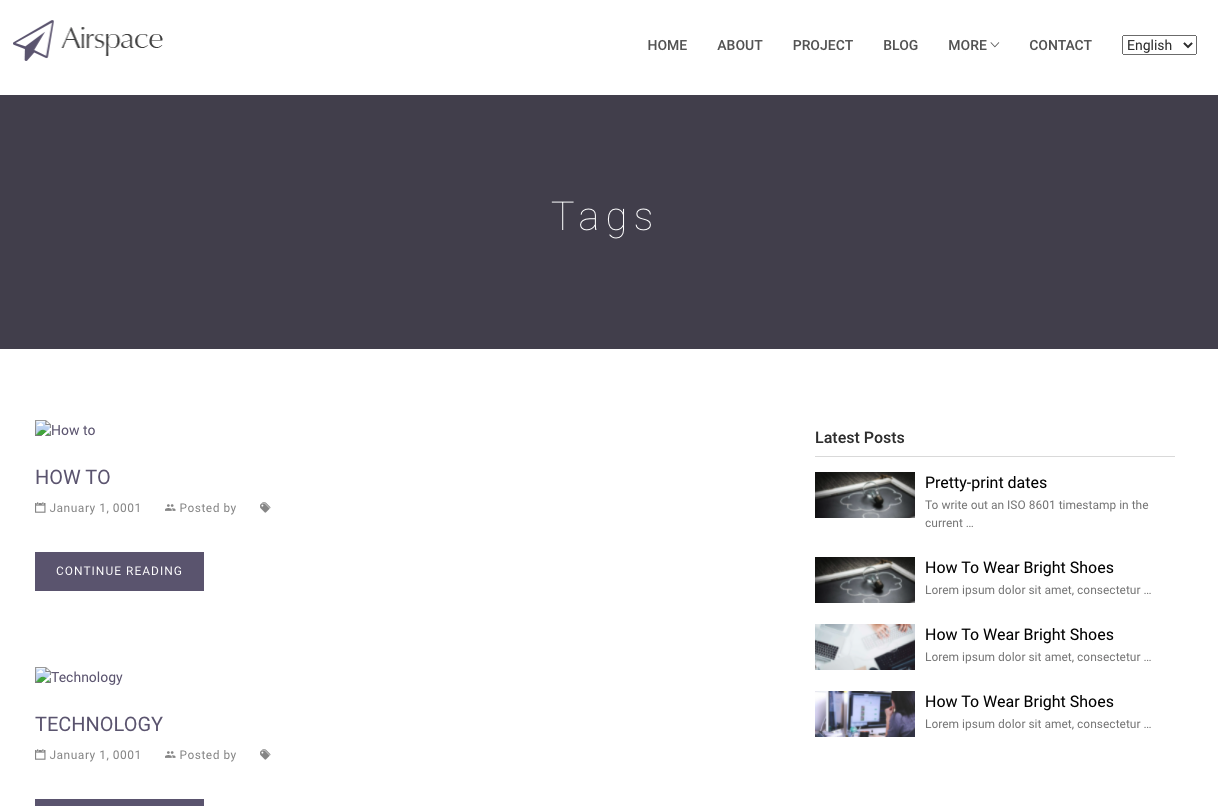 Airspace
HOME
ABOUT
PROJECT
BLOG
MORE
CONTACT
English
Tags
How to
HOW TO
January 1, 0001
Posted by
CONTINUE READING
Technology
TECHNOLOGY
January 1, 0001
Posted by
Latest Posts
Pretty-print dates
To write out an ISO 8601 timestamp in the
current ...
How To Wear Bright Shoes
Lorem ipsum dolor sit amet, consectetur ...
How To Wear Bright Shoes
Lorem ipsum dolor sit amet, consectetur ...
How To Wear Bright Shoes
Lorem ipsum dolor sit amet, consectetur ...